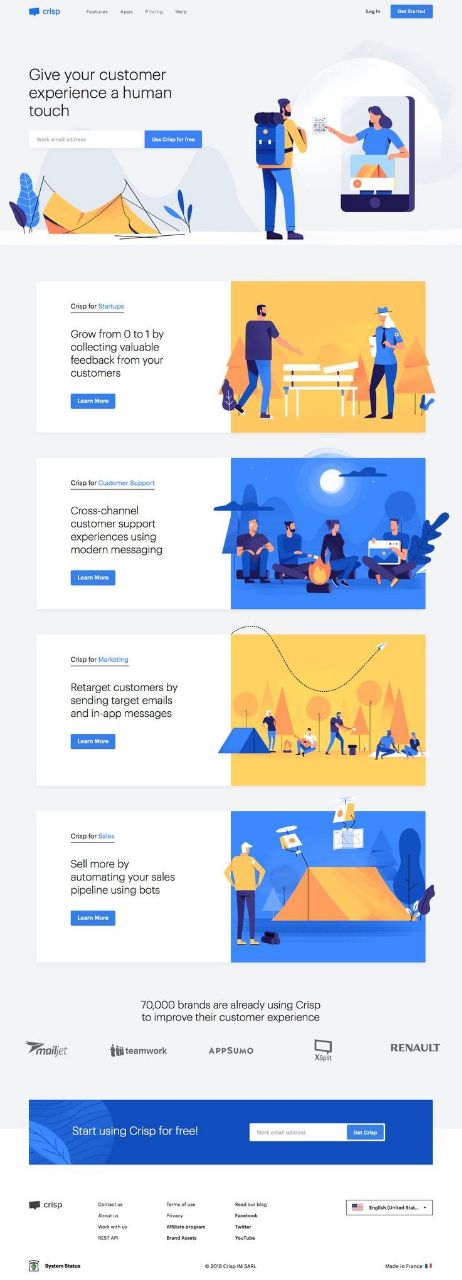 crisp
Features Apps Pricing Help
Log In
Get Started
Give your customer
experience a human
touch
Work email address
Use Crisp for free
Crisp for Startups
Grow from 0 to 1 by
collecting valuable
feedback from your
customers
Learn More
Crisp for Customer Support
Cross-channel
customer support
experiences using
modern messaging
Learn More
Crisp for Marketing
Retarget customers by
sending target emails
and in-app messages
Learn More
Crisp for Sales
Sell more by
automating your sales
pipeline using bots
Learn More
70,000 brands are already using Crisp
to improve their customer experience
mailjet
teamwork
APPSUMO
XSplit
RENAULT
Start using Crisp for free!
Work email address
Get Crisp
crisp
Contact us
About us
Work with us
REST API
Terms of use
Privacy
Affiliate program
Brand Assets
Read our blog
Facebook
Twitter
YouTube
English (United Stat...
System Status
© 2018 Crisp IM SARL
Made in France